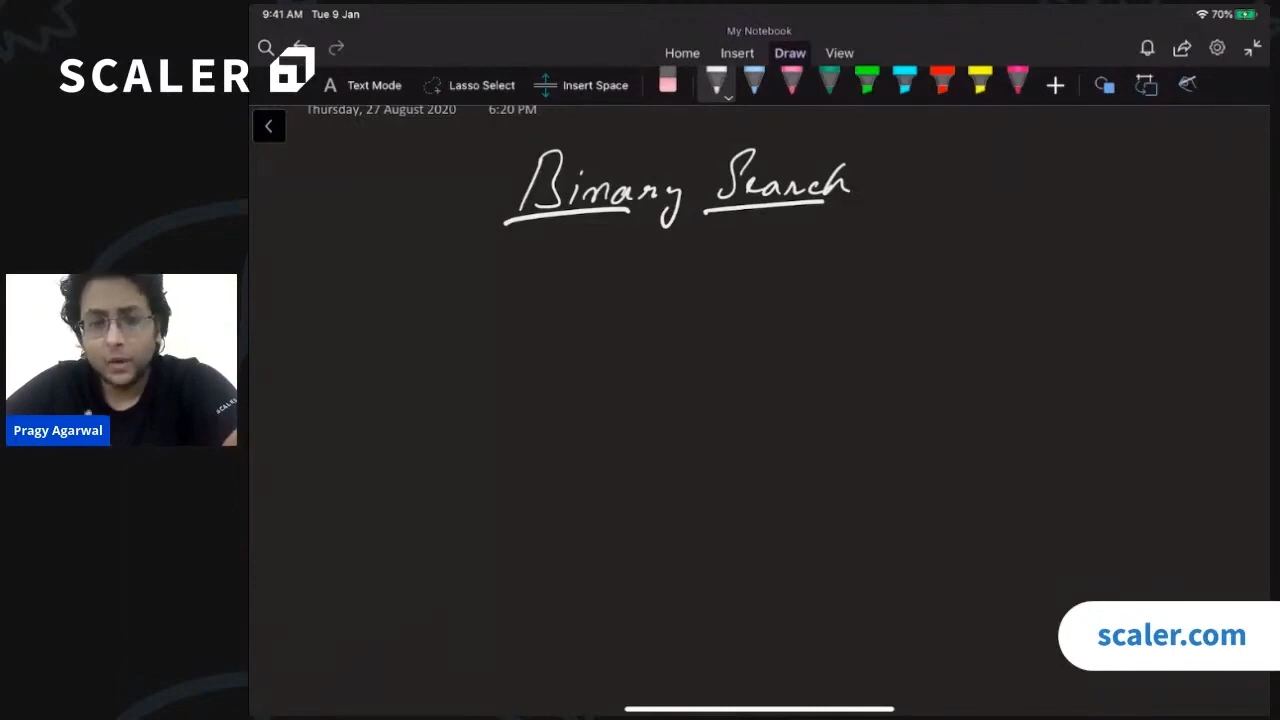 9:41 AM Tue 9 Jan
70%
My Notebook
SCALER
Home Insert Draw View
A Text Mode Lasso Select Insert Space
Thursday, 27 August 2020 6:20 PM
Binary Search
SCALER
Pragy Agarwal
scaler.com